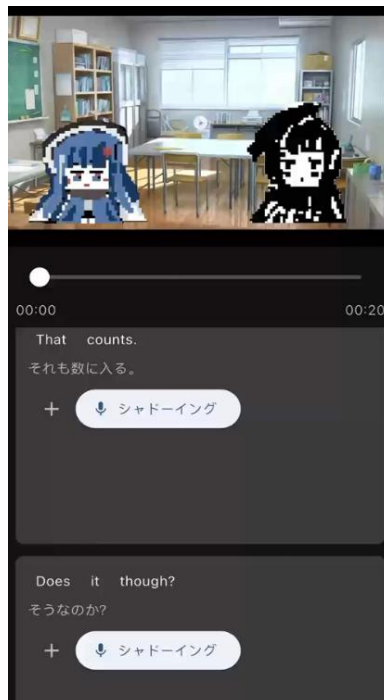 00:00
00:20
That counts.
それも数に入る。
+ シャドーイング
Does it though?
そうなのか?
+ シャドーイング